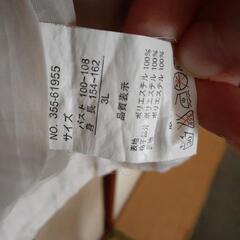 NO. 355-61955
サイズ
バスト 100-108
身長 154-162
3L
品質表示
表地 ポリエステル 100%
ポリエステル 100%
ポリエステル 100%